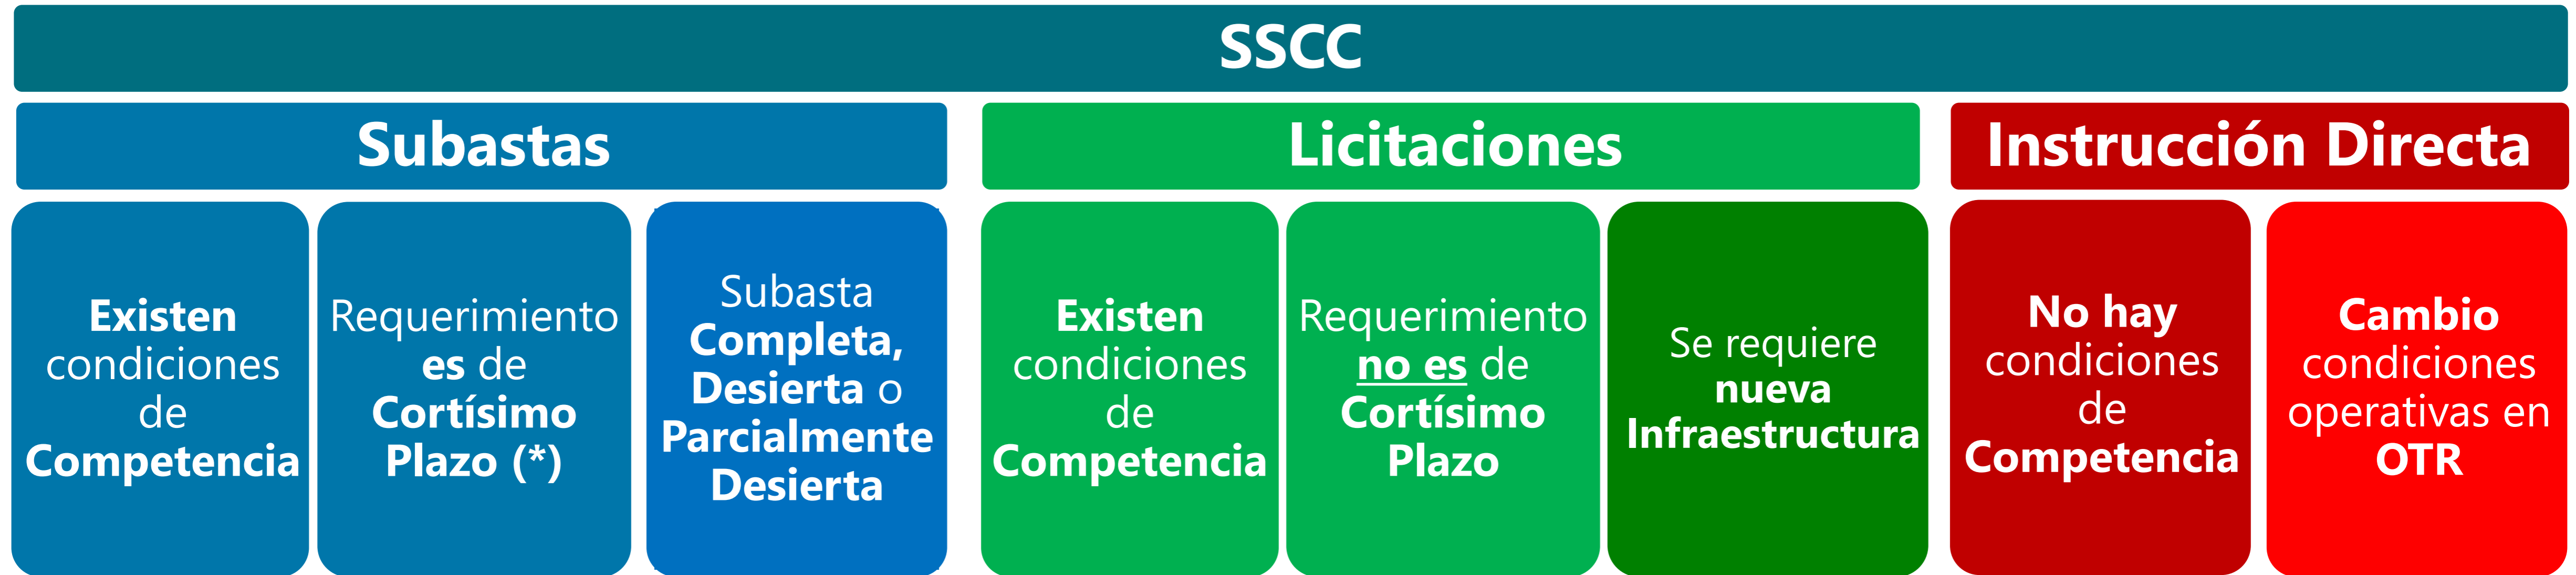 SSCC
Subastas
Existen
condiciones
de
Competencia
Requerimiento
es de
Cortísimo
Plazo (*)
Subasta
Completa,
Desierta o
Parcialmente
Desierta
Licitaciones
Existen
condiciones
de
Competencia
Requerimiento
no es de
Cortísimo
Plazo
Se requiere
nueva
Infraestructura
Instrucción Directa
No hay
condiciones
de
Competencia
Cambio
condiciones
operativas en
OTR